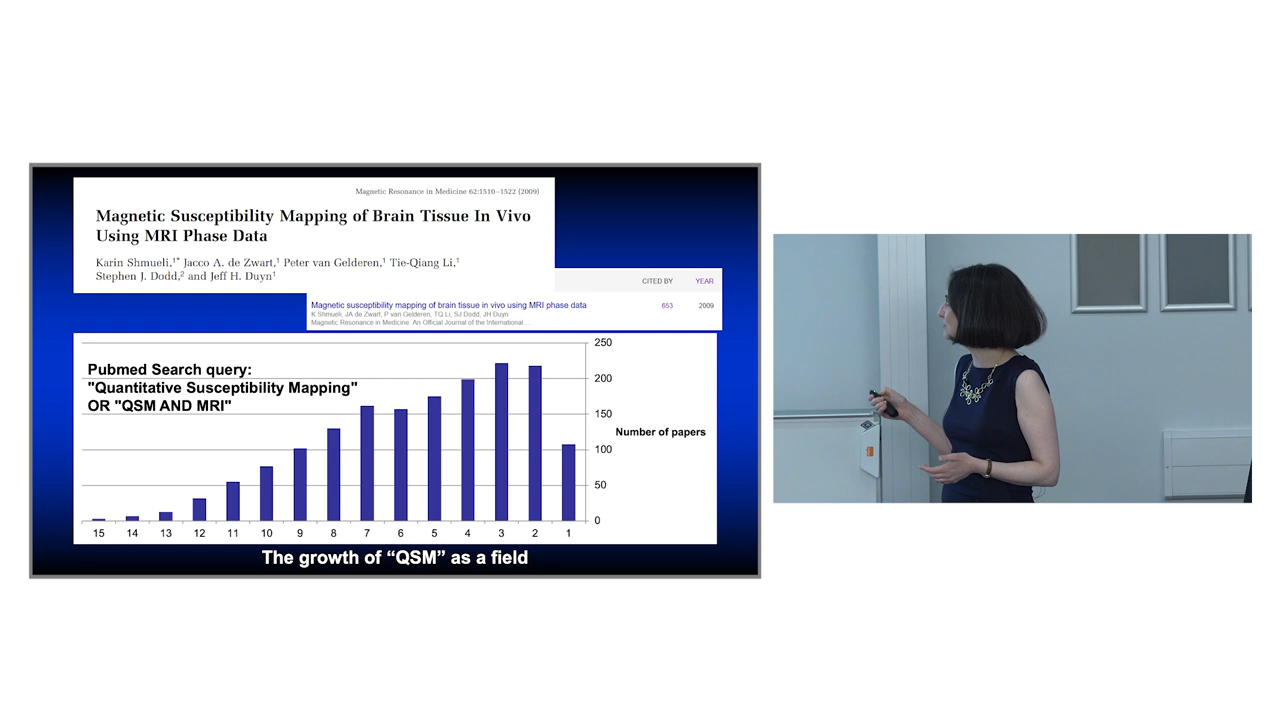 Magnetic Resonance in Medicine 62:1510–1522 (2009)
Magnetic Susceptibility Mapping of Brain Tissue In Vivo
Using MRI Phase Data
Karin Shmueli,¹* Jacco A. de Zwart,¹ Peter van Gelderen,¹ Tie-Qiang Li,¹
Stephen J. Dodd,² and Jeff H. Duyn¹
CITED BY YEAR
Magnetic susceptibility mapping of brain tissue in vivo using MRI phase data 653 2009
K Shmueli, JA de Zwart, P van Gelderen, TQ Li, SJ Dodd, JH Duyn
Magnetic Resonance in Medicine: An Official Journal of the International ...
Pubmed Search query:
"Quantitative Susceptibility Mapping"
OR "QSM AND MRI"
250
200
150
Number of papers
100
50
0
15 14 13 12 11 10 9 8 7 6 5 4 3 2 1
The growth of “QSM” as a field